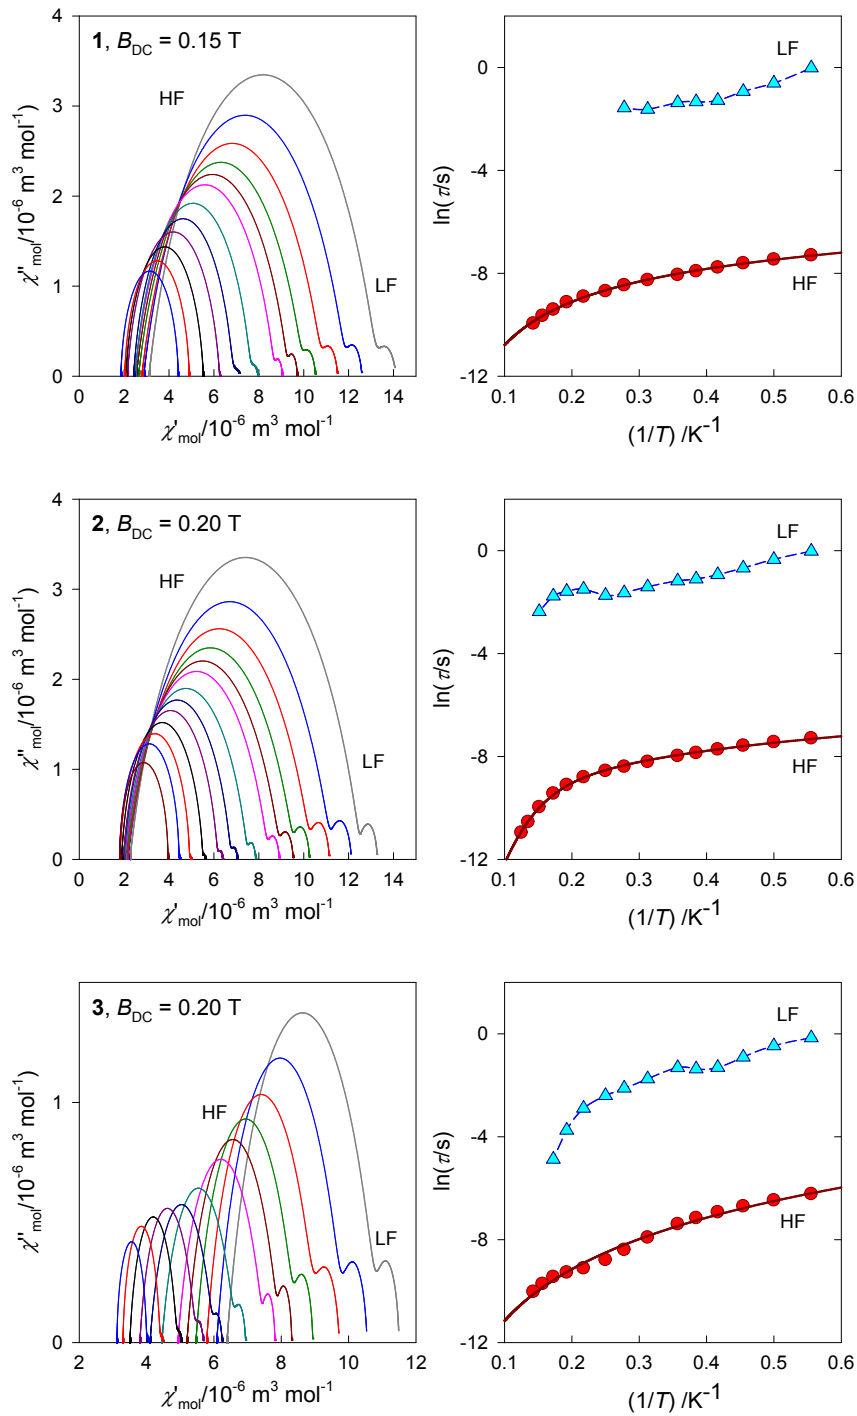 1, B_DC = 0.15 T
HF
LF
4
3
2
1
0
0 2 4 6 8 10 12 14
χ''mol/10⁻⁶ m³ mol⁻¹
χ'mol/10⁻⁶ m³ mol⁻¹
LF
HF
0
-4
-8
-12
0.1 0.2 0.3 0.4 0.5 0.6
ln(τ/s)
(1/T) /K⁻¹
2, B_DC = 0.20 T
HF
LF
4
3
2
1
0
0 2 4 6 8 10 12 14
χ''mol/10⁻⁶ m³ mol⁻¹
χ'mol/10⁻⁶ m³ mol⁻¹
LF
HF
0
-4
-8
-12
0.1 0.2 0.3 0.4 0.5 0.6
ln(τ/s)
(1/T) /K⁻¹
3, B_DC = 0.20 T
HF
LF
1
0
2 4 6 8 10 12
χ''mol/10⁻⁶ m³ mol⁻¹
χ'mol/10⁻⁶ m³ mol⁻¹
LF
HF
0
-4
-8
-12
0.1 0.2 0.3 0.4 0.5 0.6
ln(τ/s)
(1/T) /K⁻¹